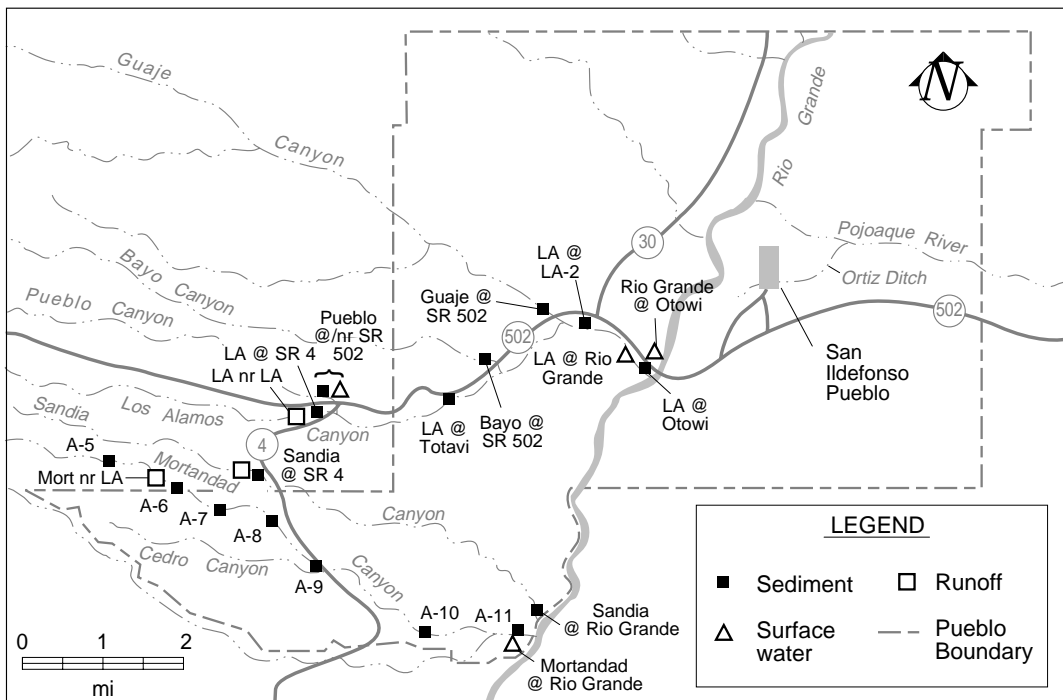 Guaje
Canyon
N
Rio
Grande
Pojoaque River
Ortiz Ditch
30
LA @
LA-2
Rio Grande
@ Otowi
Guaje @
SR 502
502
502
Bayo Canyon
Pueblo Canyon
Pueblo
@/nr SR
502
LA @ SR 4
LA nr LA
LA @ Rio
Grande
San
Ildefonso
Pueblo
Sandia
Los Alamos
Canyon
LA @
Totavi
Bayo @
SR 502
LA @
Otowi
4
Sandia
@ SR 4
A-5
Mort nr LA
Mortandad
A-6
A-7
A-8
Canyon
Cedro Canyon
A-9
Canyon
A-10
A-11
Sandia
@ Rio Grande
Mortandad
@ Rio Grande
0 1 2
mi
LEGEND
Sediment
Runoff
Surface
water
Pueblo
Boundary